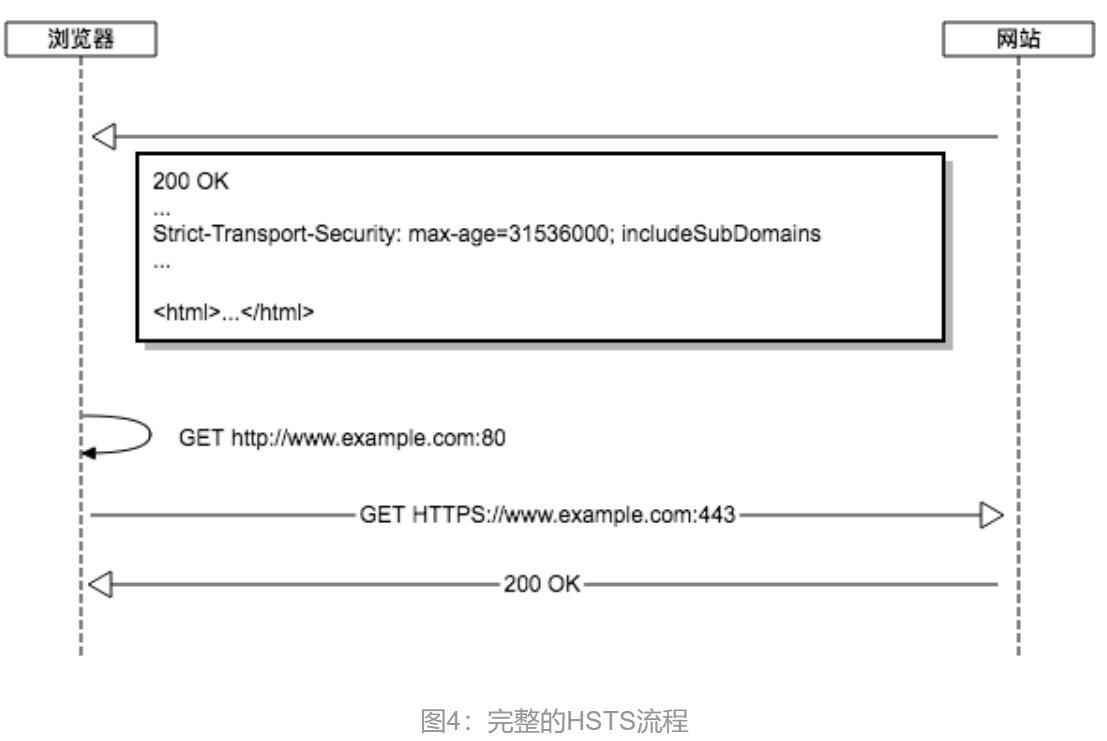 浏览器
网站
200 OK
...
Strict-Transport-Security: max-age=31536000; includeSubDomains
...
<html>...</html>
GET http://www.example.com:80
GET HTTPS://www.example.com:443
200 OK
图4：完整的HSTS流程